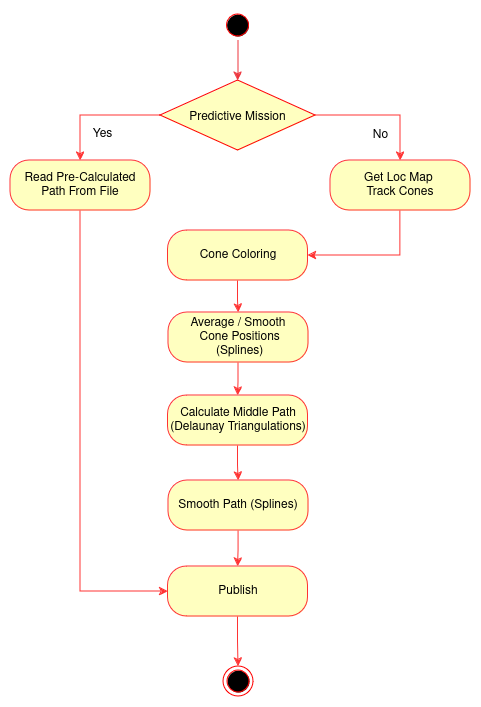 Predictive Mission
Yes
No
Read Pre-Calculated
Path From File
Get Loc Map
Track Cones
Cone Coloring
Average / Smooth
Cone Positions
(Splines)
Calculate Middle Path
(Delaunay Triangulations)
Smooth Path (Splines)
Publish